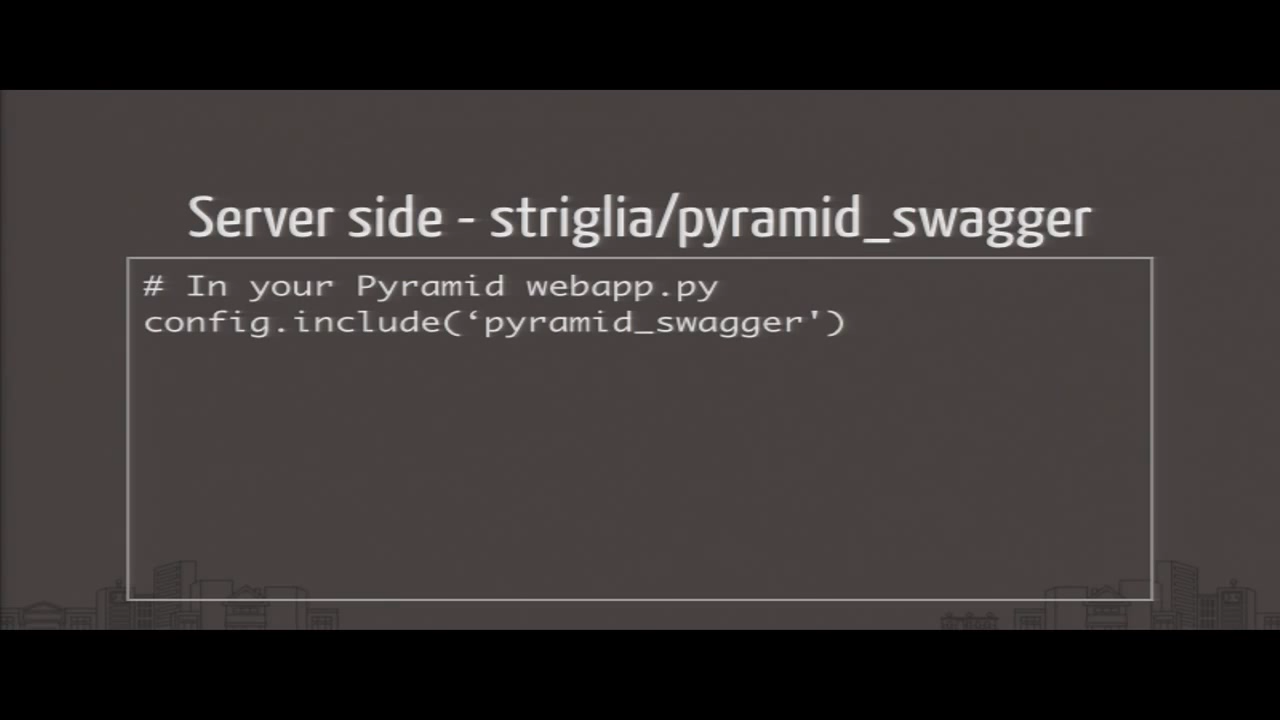 Server side - striglia/pyramid_swagger
# In your Pyramid webapp.py
config.include(‘pyramid_swagger')